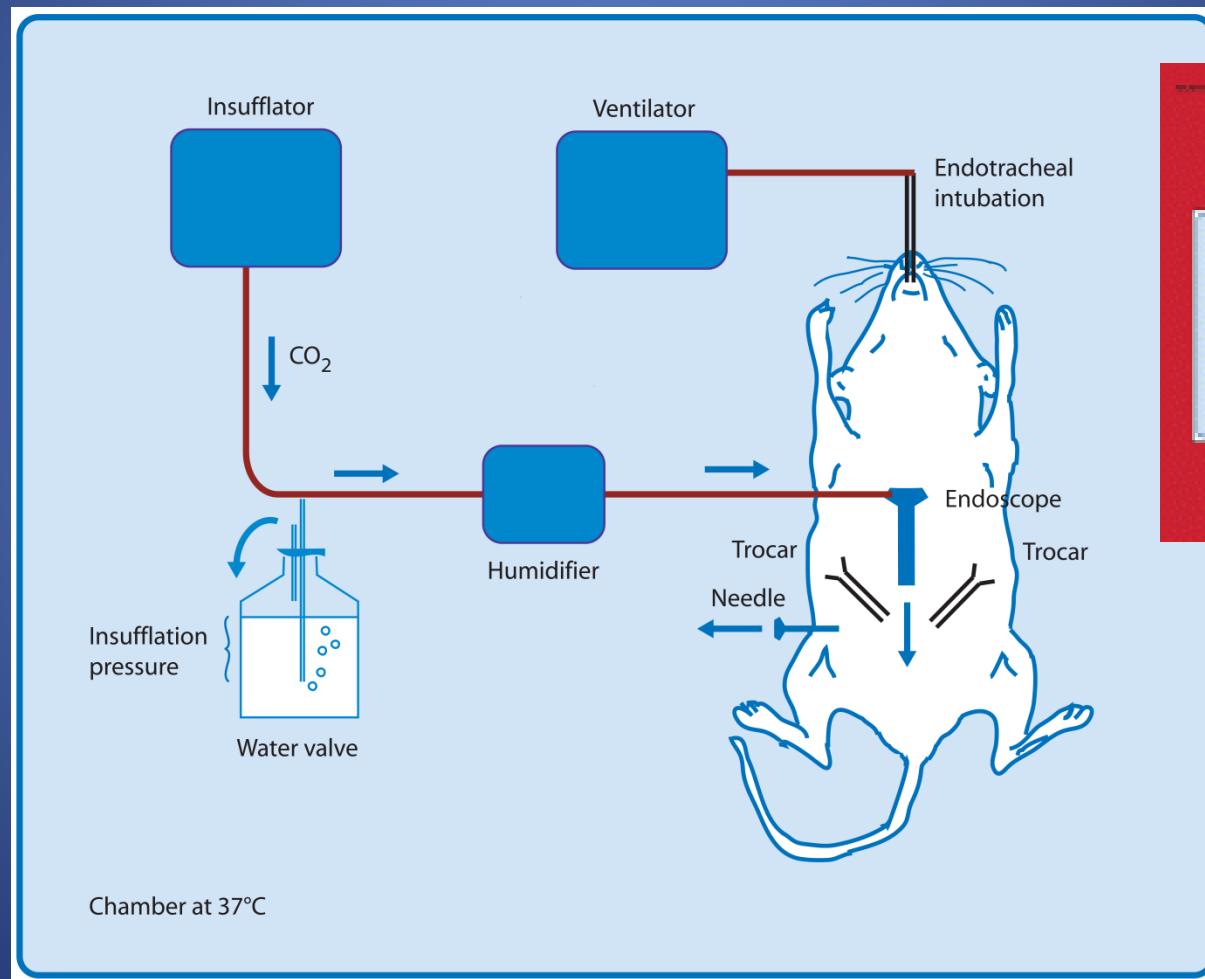 Insufflator
Ventilator
Endotracheal
intubation
CO₂
Endoscope
Trocar
Trocar
Humidifier
Needle
Insufflation
pressure
Water valve
Chamber at 37°C